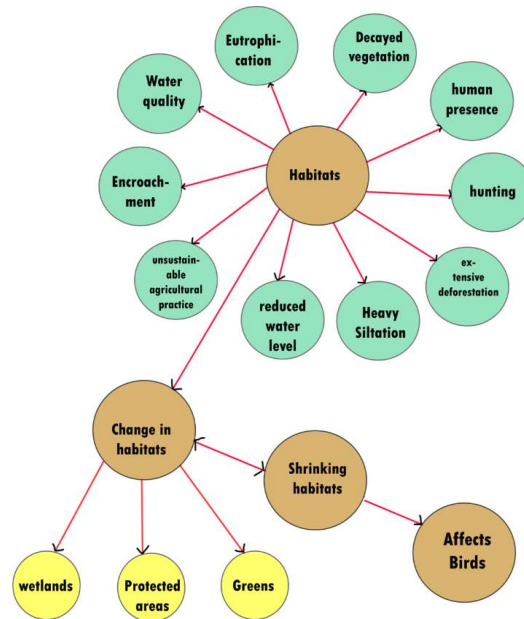 Eutrophi-
cation
Decayed
vegetation
Water
quality
human
presence
Habitats
Encroach-
ment
hunting
unsustain-
able
agricultural
practice
reduced
water
level
Heavy
Siltation
ex-
tensive
deforestation
Change in
habitats
Shrinking
habitats
Affects
Birds
wetlands
Protected
areas
Greens